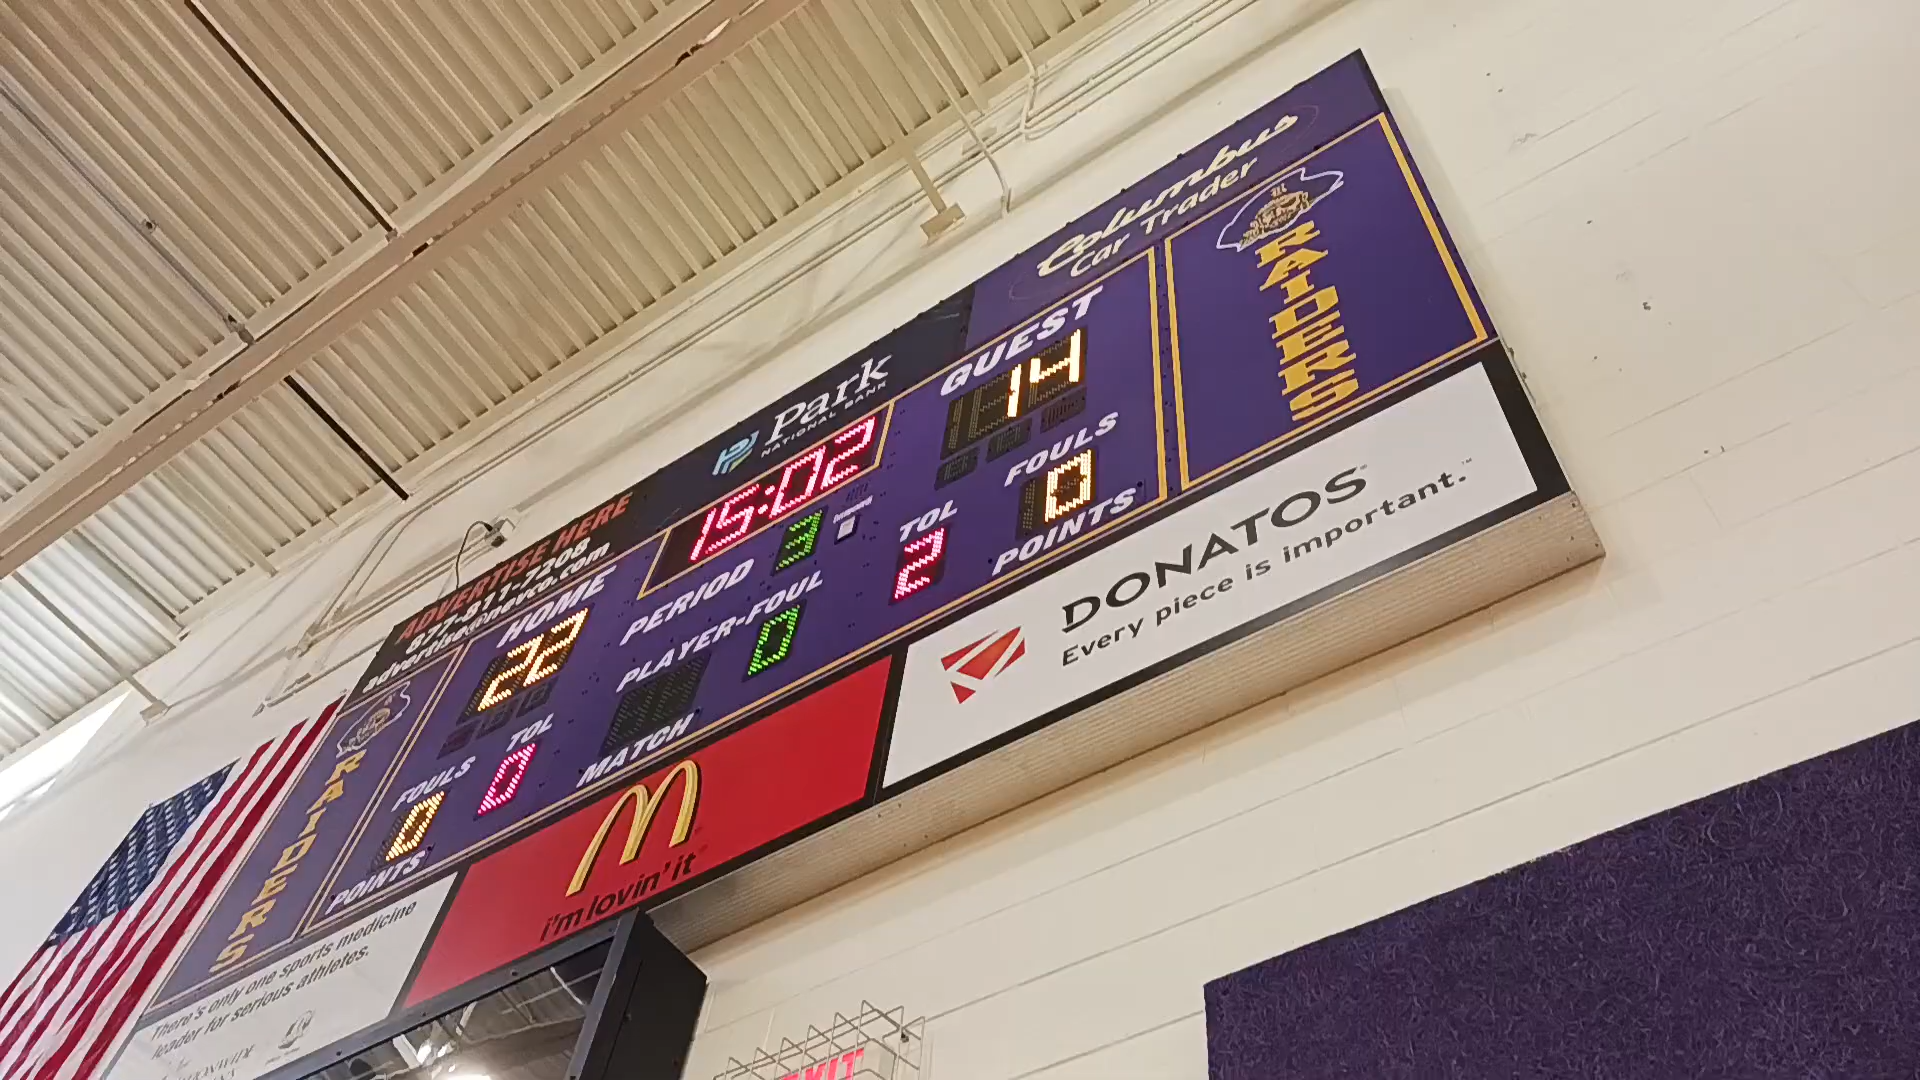 Columbus
Car Trader
Park
NATIONAL BANK
ADVERTISE HERE
877-811-7208
advertise@nevco.com
HOME
22
15:02
GUEST
14
PERIOD
3
FOULS
0
TOL
0
PLAYER-FOUL
0
MATCH
TOL
2
FOULS
0
POINTS
POINTS
RAIDERS
RAIDERS
DONATOS
Every piece is important.™
i'm lovin' it
There's only one sports medicine
leader for serious athletes.
EXIT